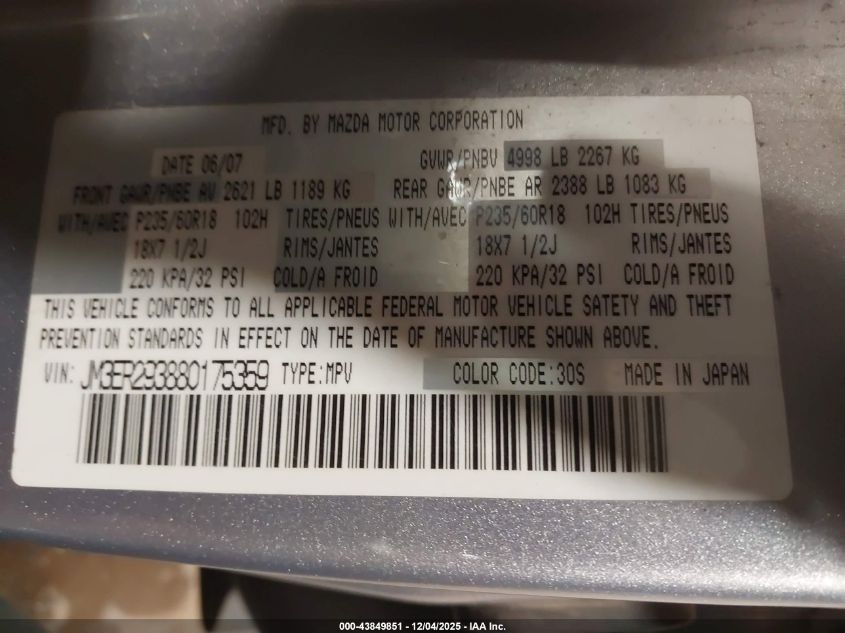 MFD. BY MAZDA MOTOR CORPORATION
DATE 06/07 GVWR/PNBV 4998 LB 2267 KG
FRONT GAWR/PNBE AV 2621 LB 1189 KG REAR GAWR/PNBE AR 2388 LB 1083 KG
WITH/AVEC P235/60R18 102H TIRES/PNEUS WITH/AVEC P235/60R18 102H TIRES/PNEUS
18X7 1/2J RIMS/JANTES 18X7 1/2J RIMS/JANTES
220 KPA/32 PSI COLD/A FROID 220 KPA/32 PSI COLD/A FROID
THIS VEHICLE CONFORMS TO ALL APPLICABLE FEDERAL MOTOR VEHICLE SAFETY AND THEFT
PREVENTION STANDARDS IN EFFECT ON THE DATE OF MANUFACTURE SHOWN ABOVE.
VIN: JM3ER293880175359 TYPE:MPV COLOR CODE:30S MADE IN JAPAN
000-43849851 - 12/04/2025 - IAA Inc.